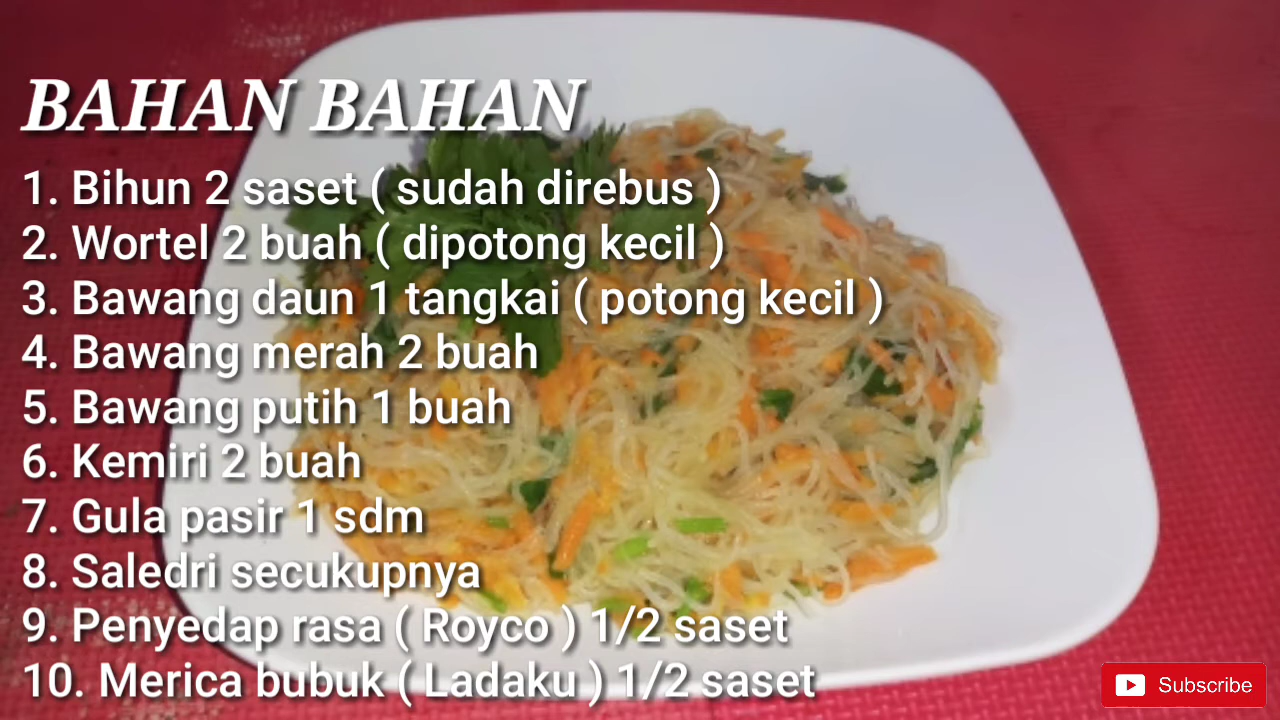 BAHAN BAHAN
1. Bihun 2 saset ( sudah direbus )
2. Wortel 2 buah ( dipotong kecil )
3. Bawang daun 1 tangkai ( potong kecil )
4. Bawang merah 2 buah
5. Bawang putih 1 buah
6. Kemiri 2 buah
7. Gula pasir 1 sdm
8. Saledri secukupnya
9. Penyedap rasa ( Royco ) 1/2 saset
10. Merica bubuk ( Ladaku ) 1/2 saset
Subscribe